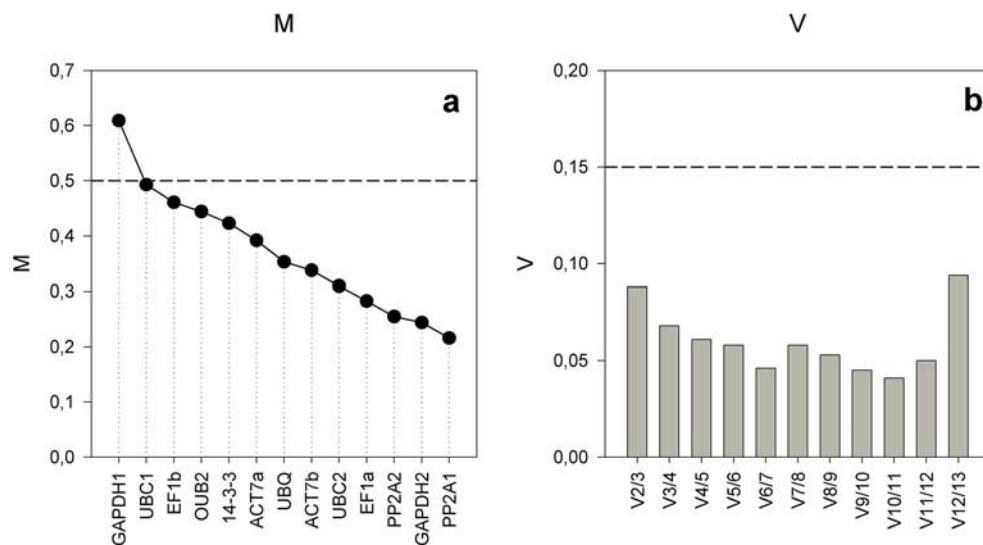 M
V
0,7
0,6
0,5
0,4
0,3
0,2
0,1
0,0
M
a
GAPDH1
UBC1
EF1b
OUB2
14-3-3
ACT7a
UBQ
ACT7b
UBC2
EF1a
PP2A2
GAPDH2
PP2A1
0,20
0,15
0,10
0,05
0,00
V
b
V2/3
V3/4
V4/5
V5/6
V6/7
V7/8
V8/9
V9/10
V10/11
V11/12
V12/13